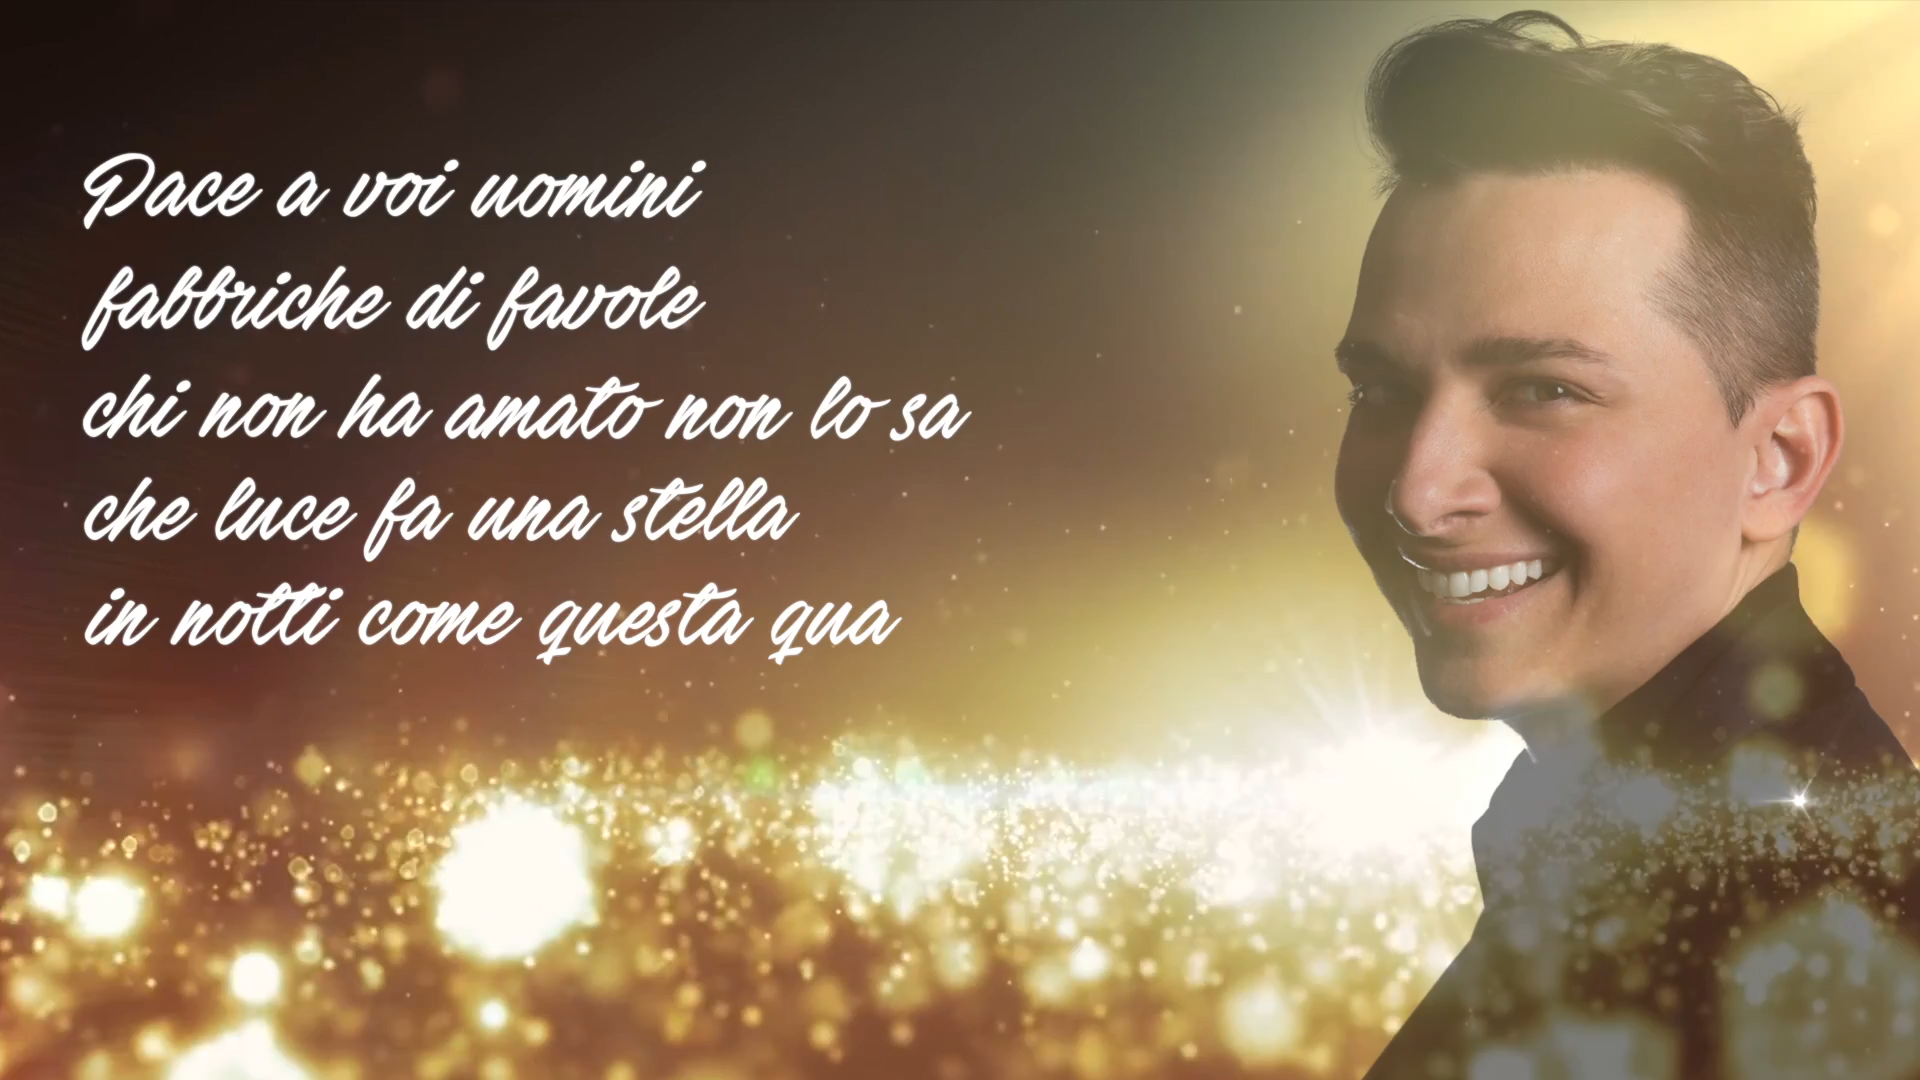 Pace a voi uomini
fabbriche di favole
chi non ha amato non lo sa
che luce fa una stella
in notti come questa qua